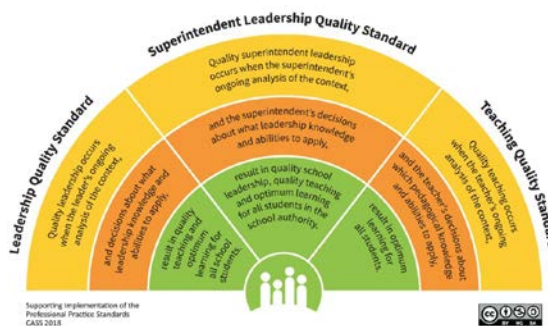 Superintendent Leadership Quality Standard
Leadership Quality Standard
Teaching Quality Standard
Quality superintendent leadership
occurs when the superintendent's
ongoing analysis of the context,
and the superintendent's decisions
about what leadership knowledge
and abilities to apply,
result in quality school
leadership, quality teaching
and optimum learning
for all students in the
school authority.
Quality leadership occurs
when the leader's ongoing
analysis of the context,
and decisions about what
leadership knowledge and
abilities to apply,
result in quality
teaching and
optimum
learning for
all school
students.
Quality teaching occurs
when the teacher's ongoing
analysis of the context,
and the teacher's decisions about
which pedagogical knowledge
and abilities to apply,
result in optimum
learning for
all students.
Supporting Implementation of the
Professional Practice Standards
CASS 2018
CC
BY NC SA